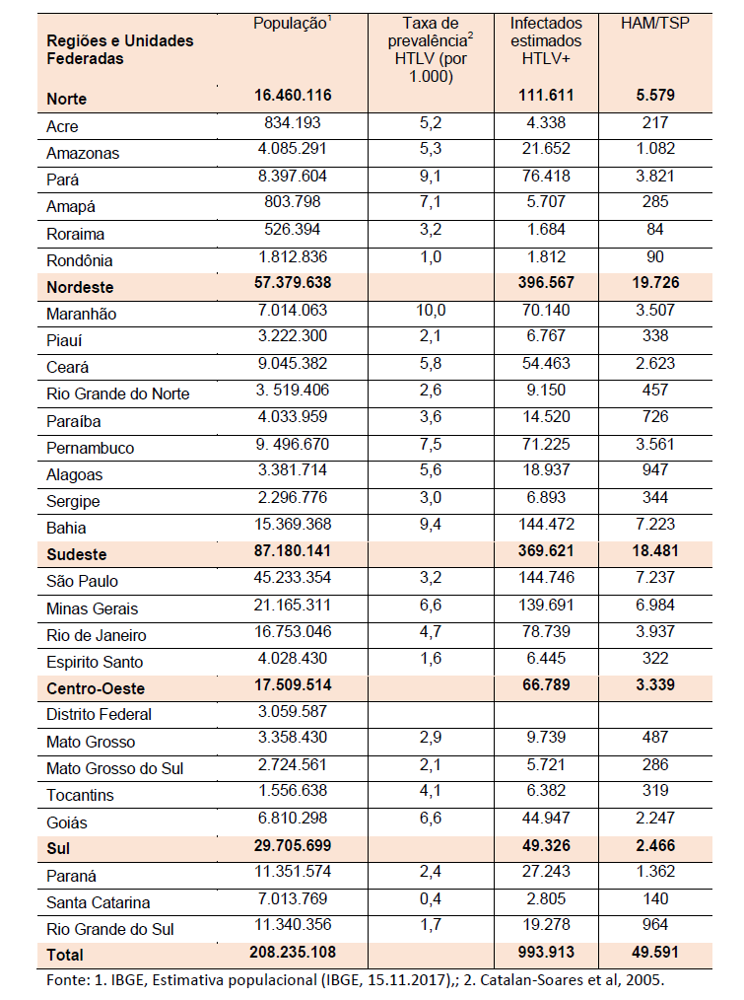 Regiões e Unidades Federadas | População1 | Taxa de prevalência2 HTLV (por 1.000) | Infectados estimados HTLV+ | HAM/TSP
Norte 16.460.116 111.611 5.579
Acre 834.193 5,2 4.338 217
Amazonas 4.085.291 5,3 21.652 1.082
Pará 8.397.604 9,1 76.418 3.821
Amapá 803.798 7,1 5.707 285
Roraima 526.394 3,2 1.684 84
Rondônia 1.812.836 1,0 1.812 90
Nordeste 57.379.638 396.567 19.726
Maranhão 7.014.063 10,0 70.140 3.507
Piauí 3.222.300 2,1 6.767 338
Ceará 9.045.382 5,8 54.463 2.623
Rio Grande do Norte 3. 519.406 2,6 9.150 457
Paraíba 4.033.959 3,6 14.520 726
Pernambuco 9. 496.670 7,5 71.225 3.561
Alagoas 3.381.714 5,6 18.937 947
Sergipe 2.296.776 3,0 6.893 344
Bahia 15.369.368 9,4 144.472 7.223
Sudeste 87.180.141 369.621 18.481
São Paulo 45.233.354 3,2 144.746 7.237
Minas Gerais 21.165.311 6,6 139.691 6.984
Rio de Janeiro 16.753.046 4,7 78.739 3.937
Espirito Santo 4.028.430 1,6 6.445 322
Centro-Oeste 17.509.514 66.789 3.339
Distrito Federal 3.059.587
Mato Grosso 3.358.430 2,9 9.739 487
Mato Grosso do Sul 2.724.561 2,1 5.721 286
Tocantins 1.556.638 4,1 6.382 319
Goiás 6.810.298 6,6 44.947 2.247
Sul 29.705.699 49.326 2.466
Paraná 11.351.574 2,4 27.243 1.362
Santa Catarina 7.013.769 0,4 2.805 140
Rio Grande do Sul 11.340.356 1,7 19.278 964
Total 208.235.108 993.913 49.591
Fonte: 1. IBGE, Estimativa populacional (IBGE, 15.11.2017),; 2. Catalan-Soares et al, 2005.